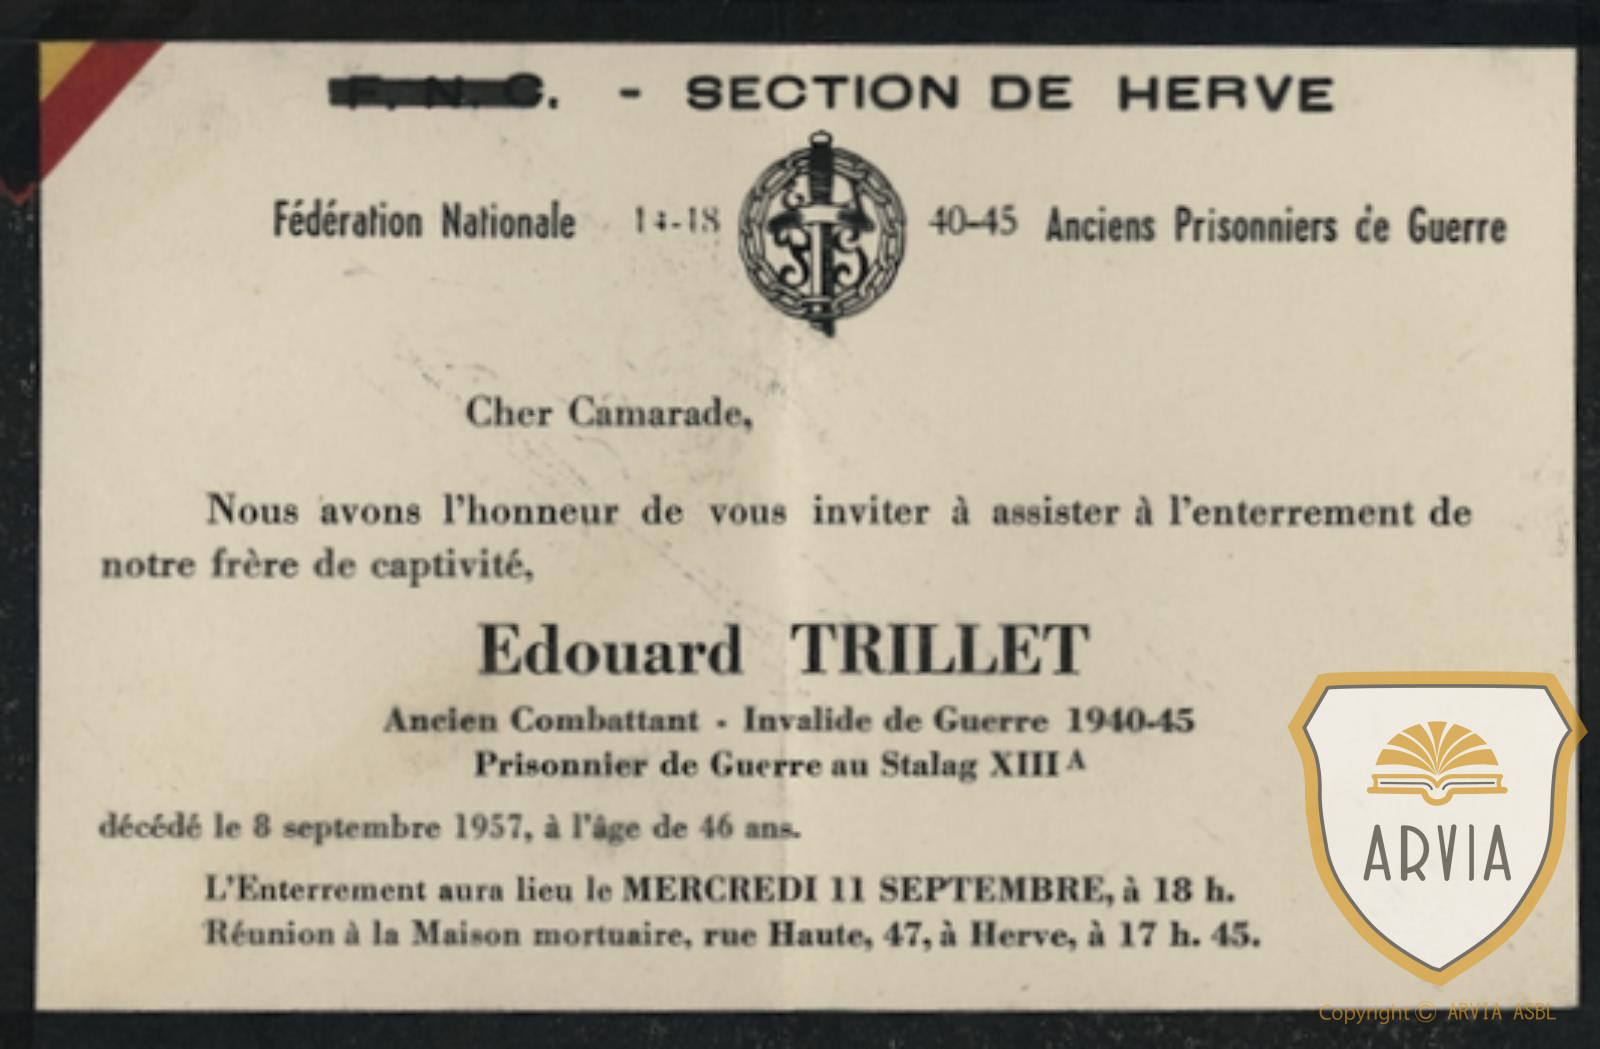 F. N. C. - SECTION DE HERVE
Fédération Nationale 14-18 40-45 Anciens Prisonniers de Guerre
Cher Camarade,
Nous avons l'honneur de vous inviter à assister à l'enterrement de
notre frère de captivité,
Edouard TRILLET
Ancien Combattant - Invalide de Guerre 1940-45
Prisonnier de Guerre au Stalag XIII A
décédé le 8 septembre 1957, à l'âge de 46 ans.
L'Enterrement aura lieu le MERCREDI 11 SEPTEMBRE, à 18 h.
Réunion à la Maison mortuaire, rue Haute, 47, à Herve, à 17 h. 45.
ARVIA
Copyright © ARVIA ASBL